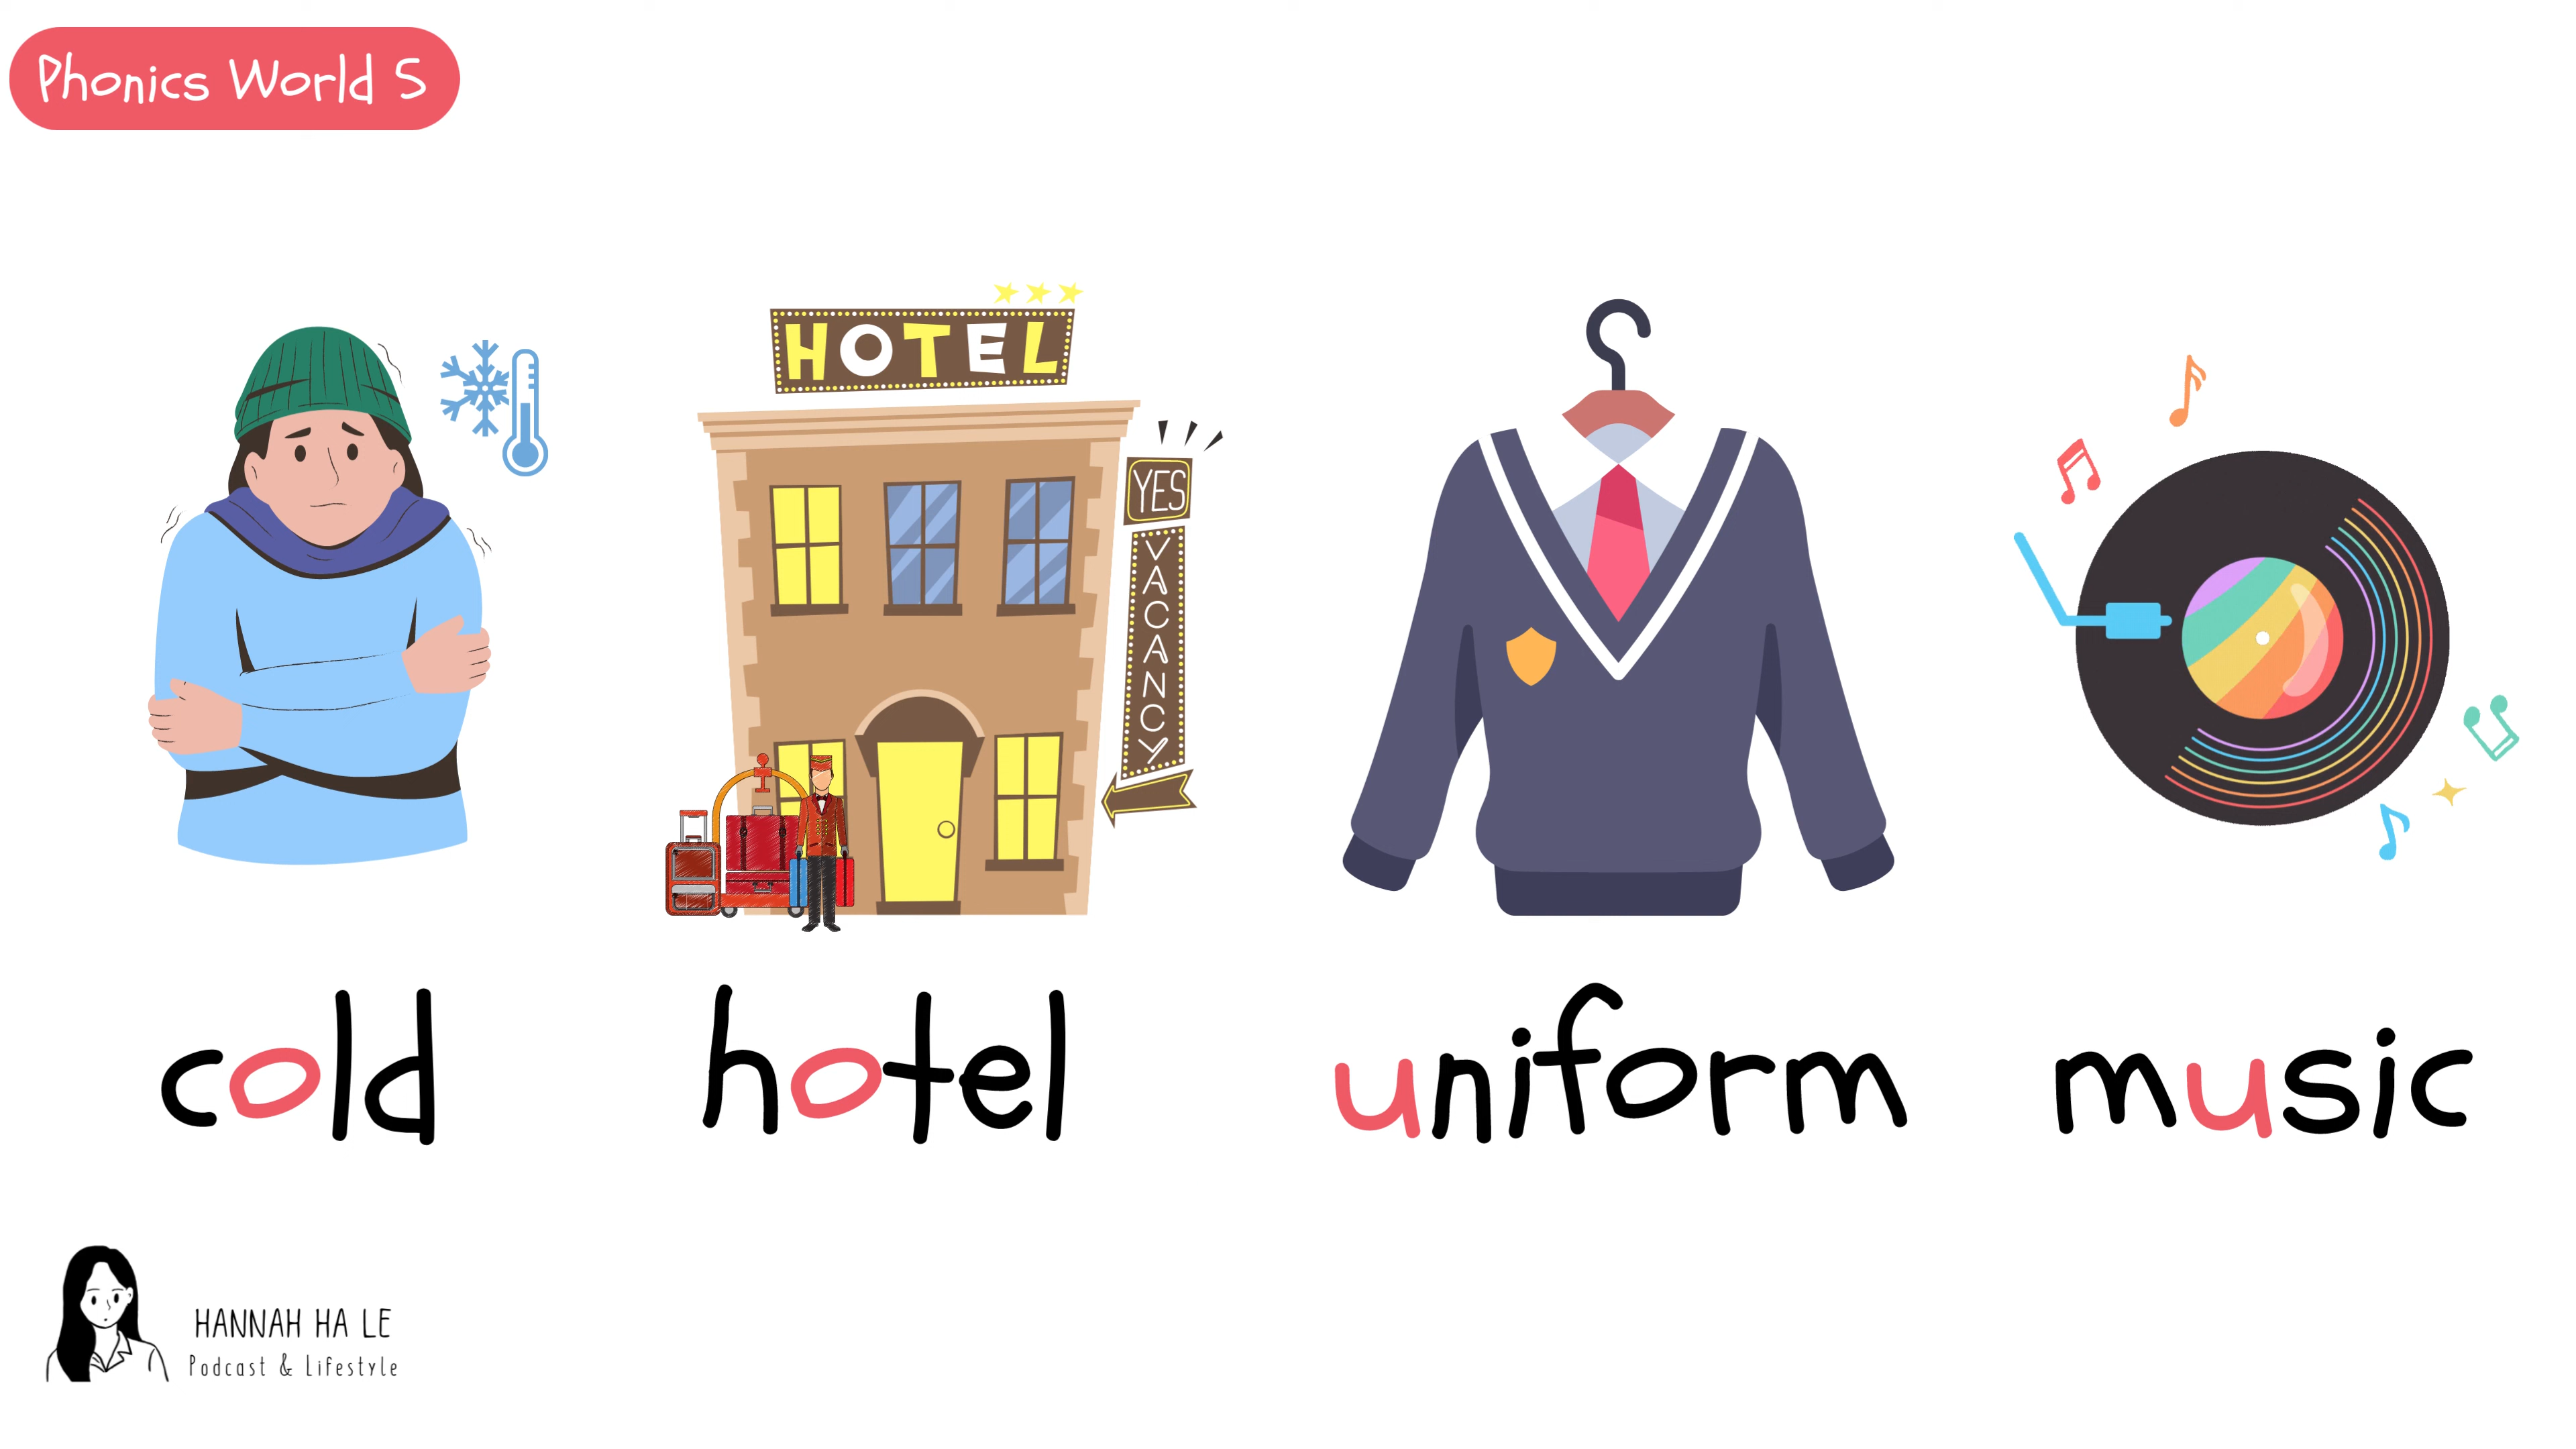 Phonics World 5
HOTEL
YES
VACANCY
cold
hotel
uniform
music
HANNAH HA LE
Podcast & Lifestyle